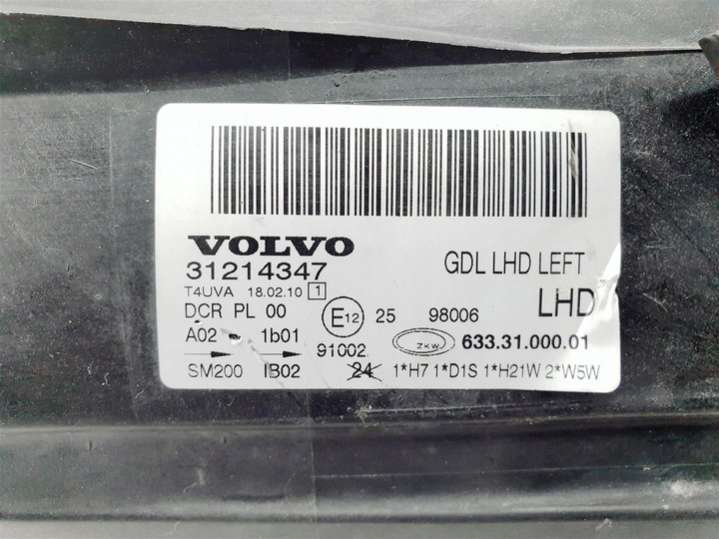 VOLVO
31214347 GDL LHD LEFT
T4UVA 18.02.10 1 LHD
DCR PL 00 E12 25 98006
A02 1b01 91002 ZKW 633.31.000.01
SM200 IB02 24 1*H7 1*D1S 1*H21W 2*W5W